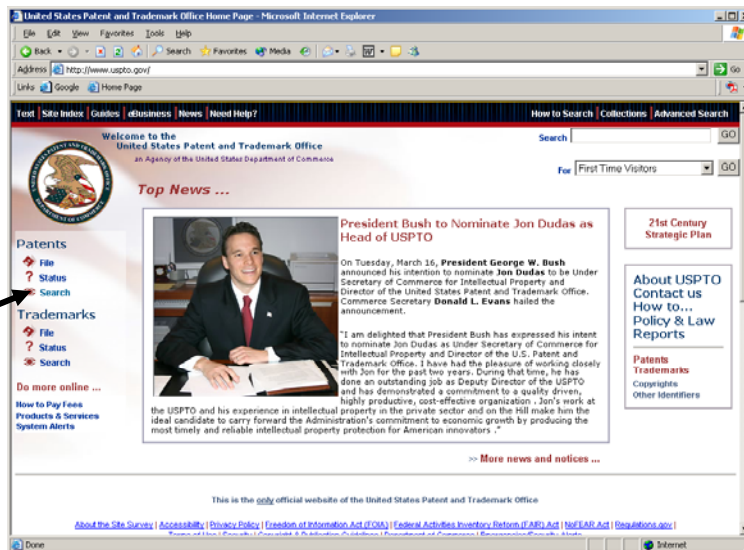 United States Patent and Trademark Office Home Page - Microsoft Internet Explorer
File Edit View Favorites Tools Help
Back Search Favorites Media
Address http://www.uspto.gov/ Go
Links Google Home Page
Text Site Index Guides eBusiness News Need Help? How to Search Collections Advanced Search
Welcome to the
United States Patent and Trademark Office
an Agency of the United States Department of Commerce
Search GO
For First Time Visitors GO
Top News ...
Patents
File
Status
Search
Trademarks
File
Status
Search
Do more online ...
How to Pay Fees
Products & Services
System Alerts
President Bush to Nominate Jon Dudas as
Head of USPTO
On Tuesday, March 16, President George W. Bush
announced his intention to nominate Jon Dudas to be Under
Secretary of Commerce for Intellectual Property and
Director of the United States Patent and Trademark Office.
Commerce Secretary Donald L. Evans hailed the
announcement.
"I am delighted that President Bush has expressed his intent
to nominate Jon Dudas as Under Secretary of Commerce for
Intellectual Property and Director of the U.S. Patent and
Trademark Office. I have had the pleasure of working closely
with Jon for the past two years. During that time, he has
done an outstanding job as Deputy Director of the USPTO
and has demonstrated a commitment to a quality driven,
highly productive, cost-effective organization . Jon's work at
the USPTO and his experience in intellectual property in the private sector and on the Hill make him the
ideal candidate to carry forward the Administration's commitment to economic growth by producing the
most timely and reliable intellectual property protection for American innovators ."
>> More news and notices ...
21st Century
Strategic Plan
About USPTO
Contact us
How to...
Policy & Law
Reports
Patents
Trademarks
Copyrights
Other Identifiers
This is the only official website of the United States Patent and Trademark Office
About the Site Survey | Accessibility | Privacy Policy | Freedom of Information Act (FOIA) | Federal Activities Inventory Reform (FAIR) Act | NoFEAR Act | Regulations.gov |
Done Internet